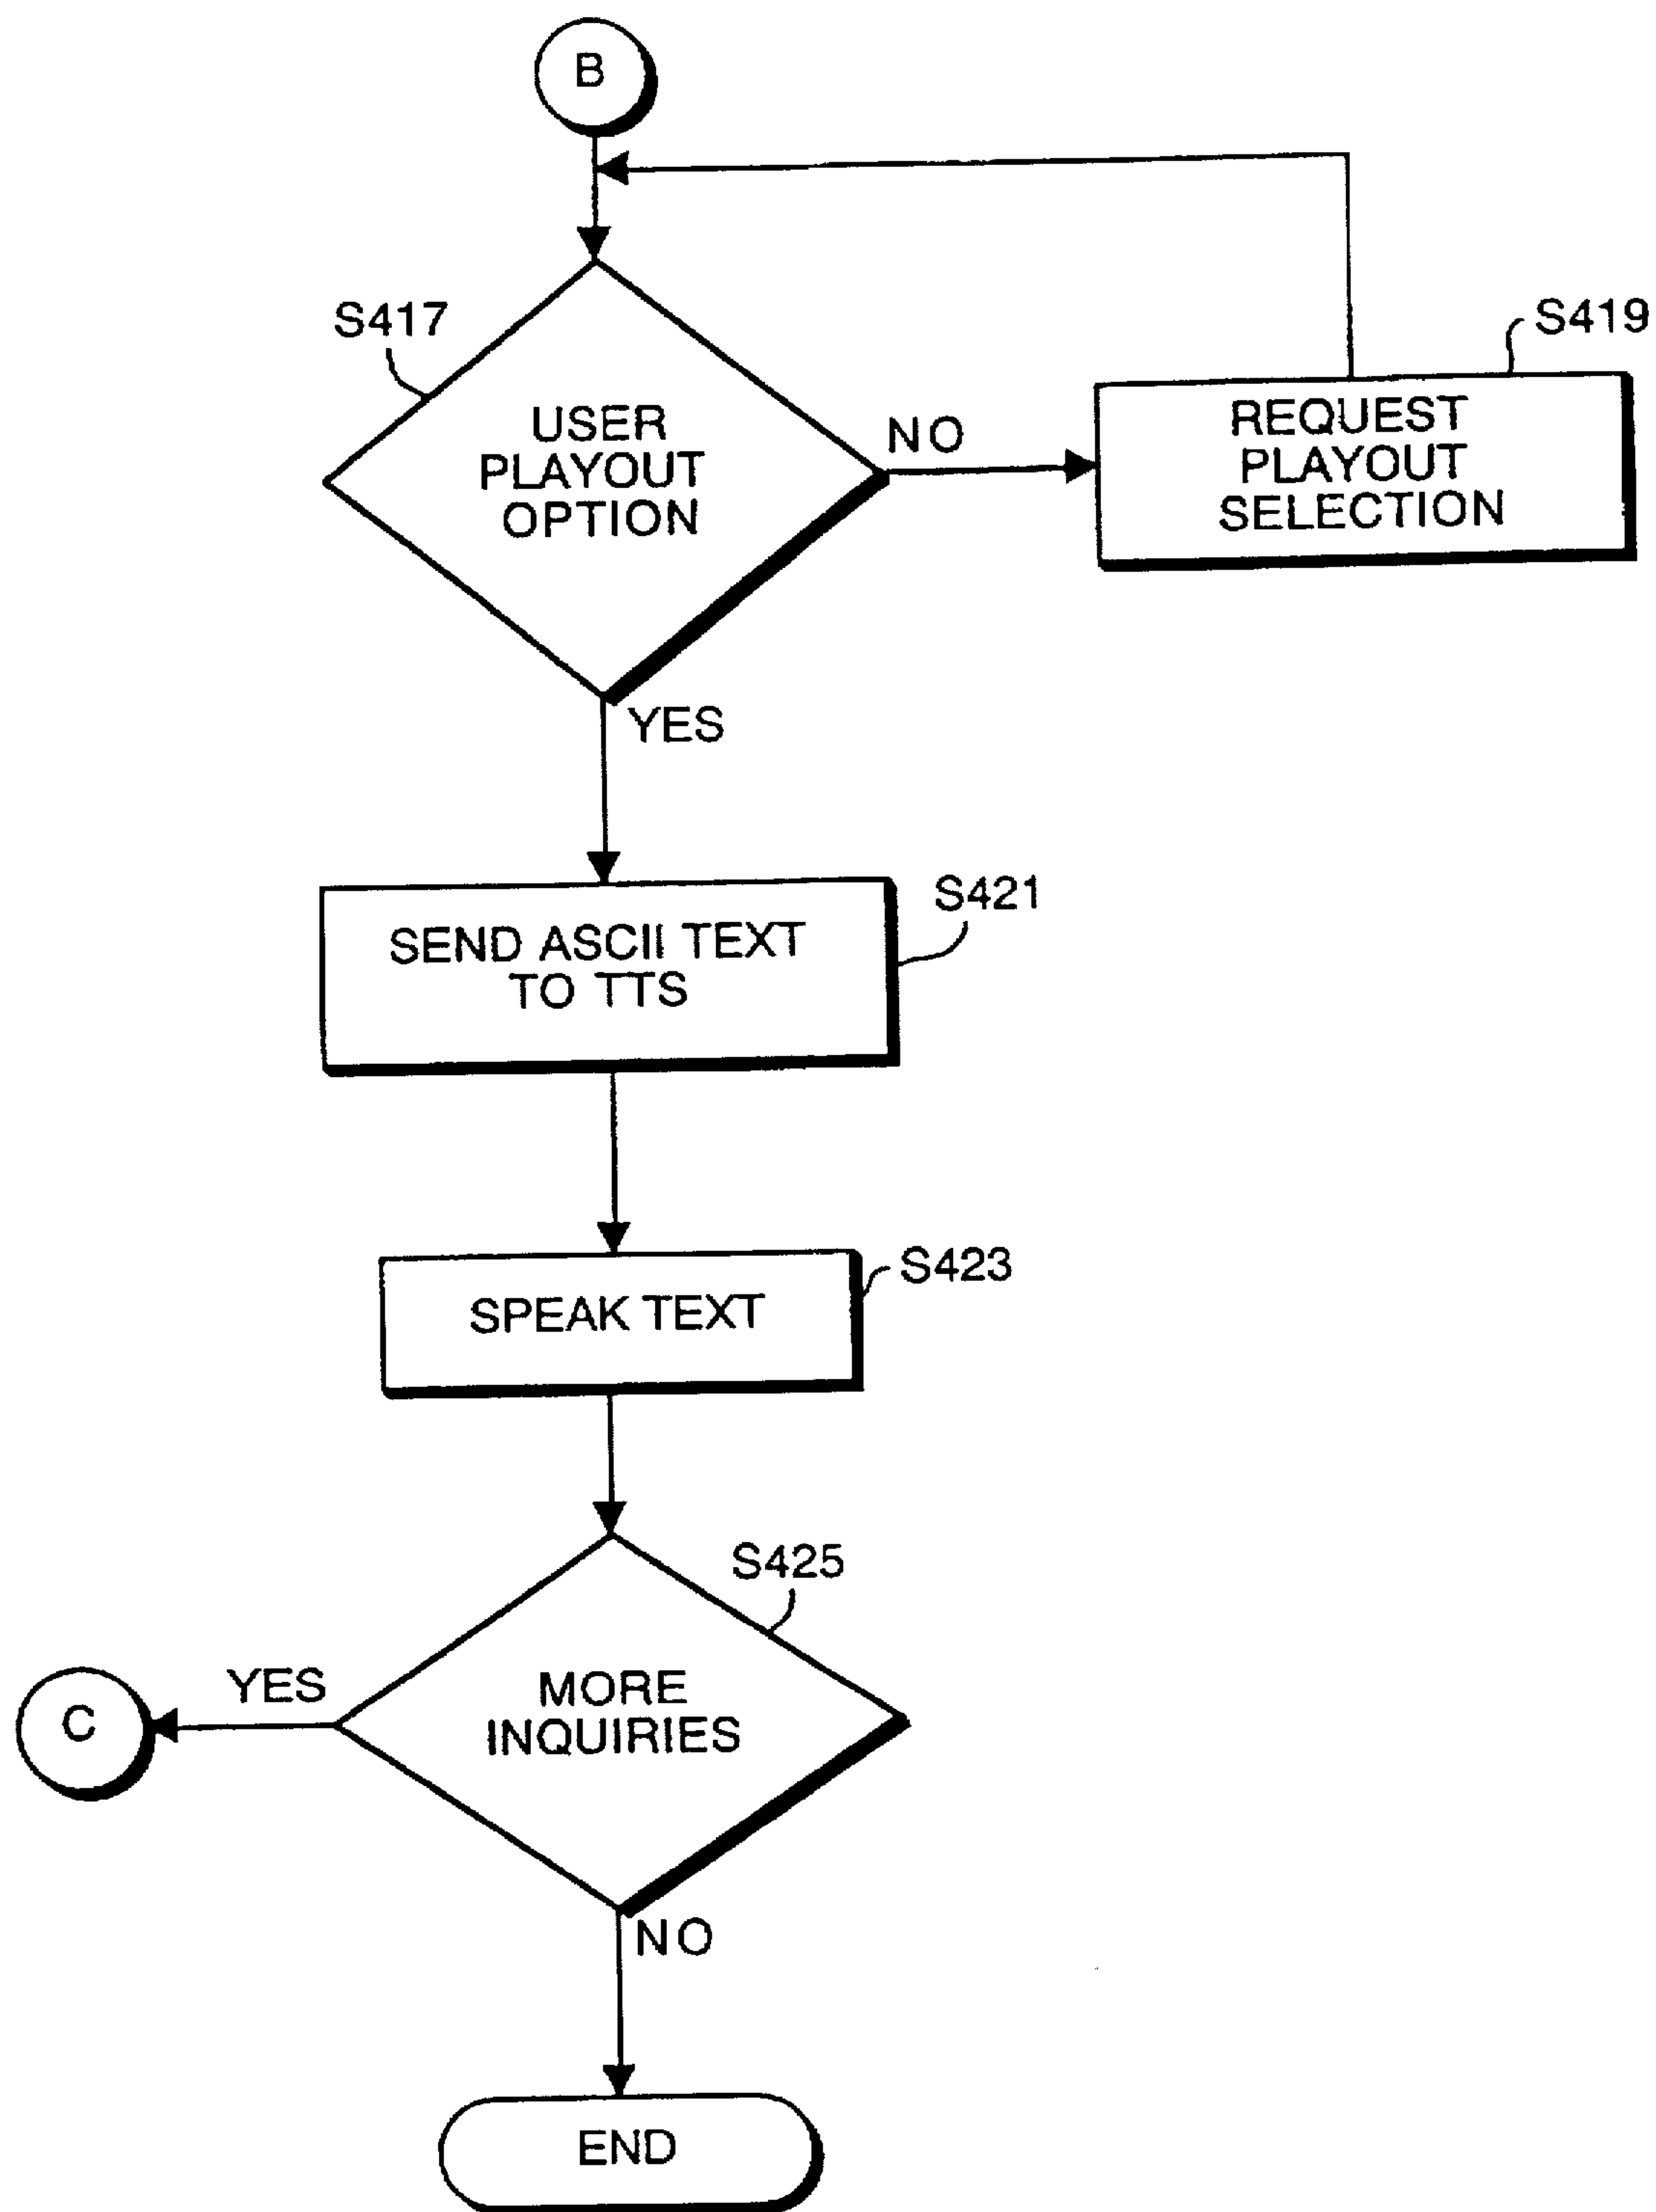 B
S417
S419
USER
PLAYOUT
OPTION
NO
REQUEST
PLAYOUT
SELECTION
YES
SEND ASCII TEXT
TO TTS
S421
SPEAK TEXT
S423
S425
MORE
INQUIRIES
YES
C
NO
END